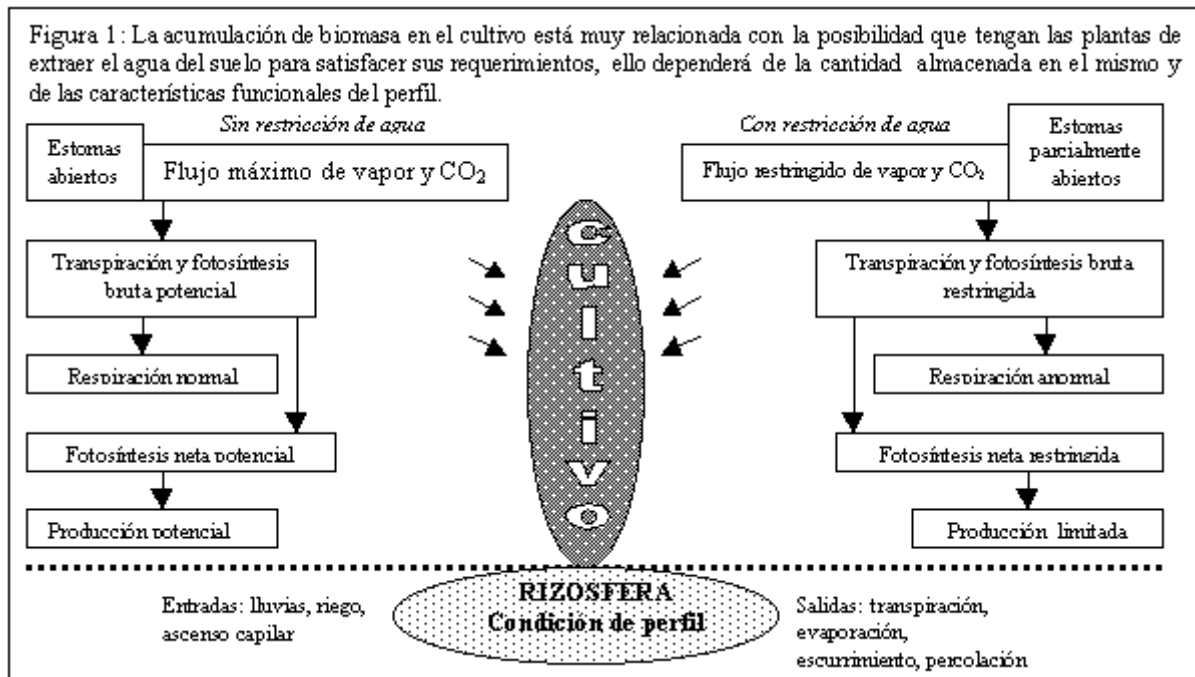 Figura 1: La acumulación de biomasa en el cultivo está muy relacionada con la posibilidad que tengan las plantas de
extraer el agua del suelo para satisfacer sus requerimientos, ello dependerá de la cantidad almacenada en el mismo y
de las características funcionales del perfil.
Sin restricción de agua
Estomas
abiertos
Flujo máximo de vapor y CO₂
Transpiración y fotosíntesis
bruta potencial
Respiración normal
Fotosíntesis neta potencial
Producción potencial
Con restricción de agua
Flujo restringido de vapor y CO₂
Estomas
parcialmente
abiertos
Transpiración y fotosíntesis bruta
restringida
Respiración anormal
Fotosíntesis neta restringida
Producción limitada
Cultivo
RIZOSFERA
Condición de perfil
Entradas: lluvias, riego,
ascenso capilar
Salidas: transpiración,
evaporación,
escurrimiento, percolación